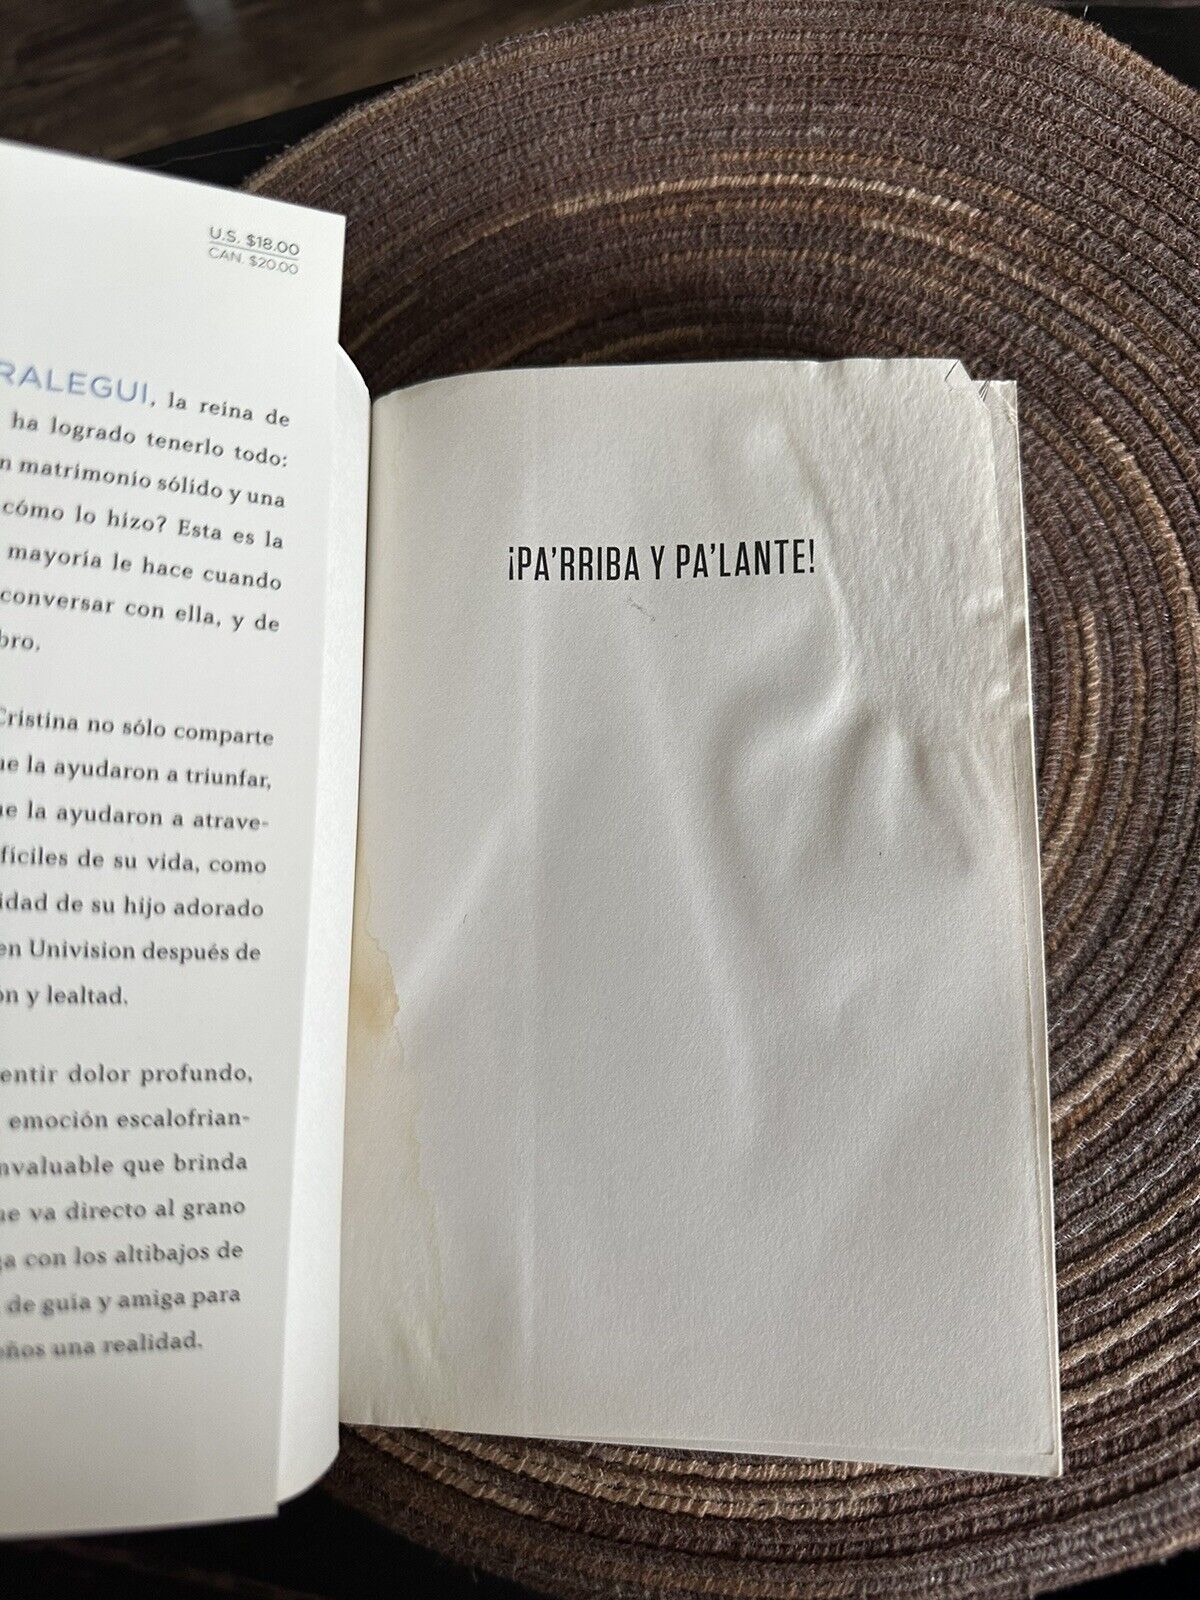 U.S. $18.00
CAN. $20.00
RALEGUI, la reina de
ha logrado tenerlo todo:
n matrimonio sólido y una
cómo lo hizo? Esta es la
mayoría le hace cuando
conversar con ella, y de
bro.
Cristina no sólo comparte
ue la ayudaron a triunfar,
ue la ayudaron a atrave-
fíciles de su vida, como
idad de su hijo adorado
en Univision después de
ón y lealtad.
entir dolor profundo,
emoción escalofrian-
nvaluable que brinda
ue va directo al grano
ga con los altibajos de
de guía y amiga para
eños una realidad.
¡PA'RRIBA Y PA'LANTE!